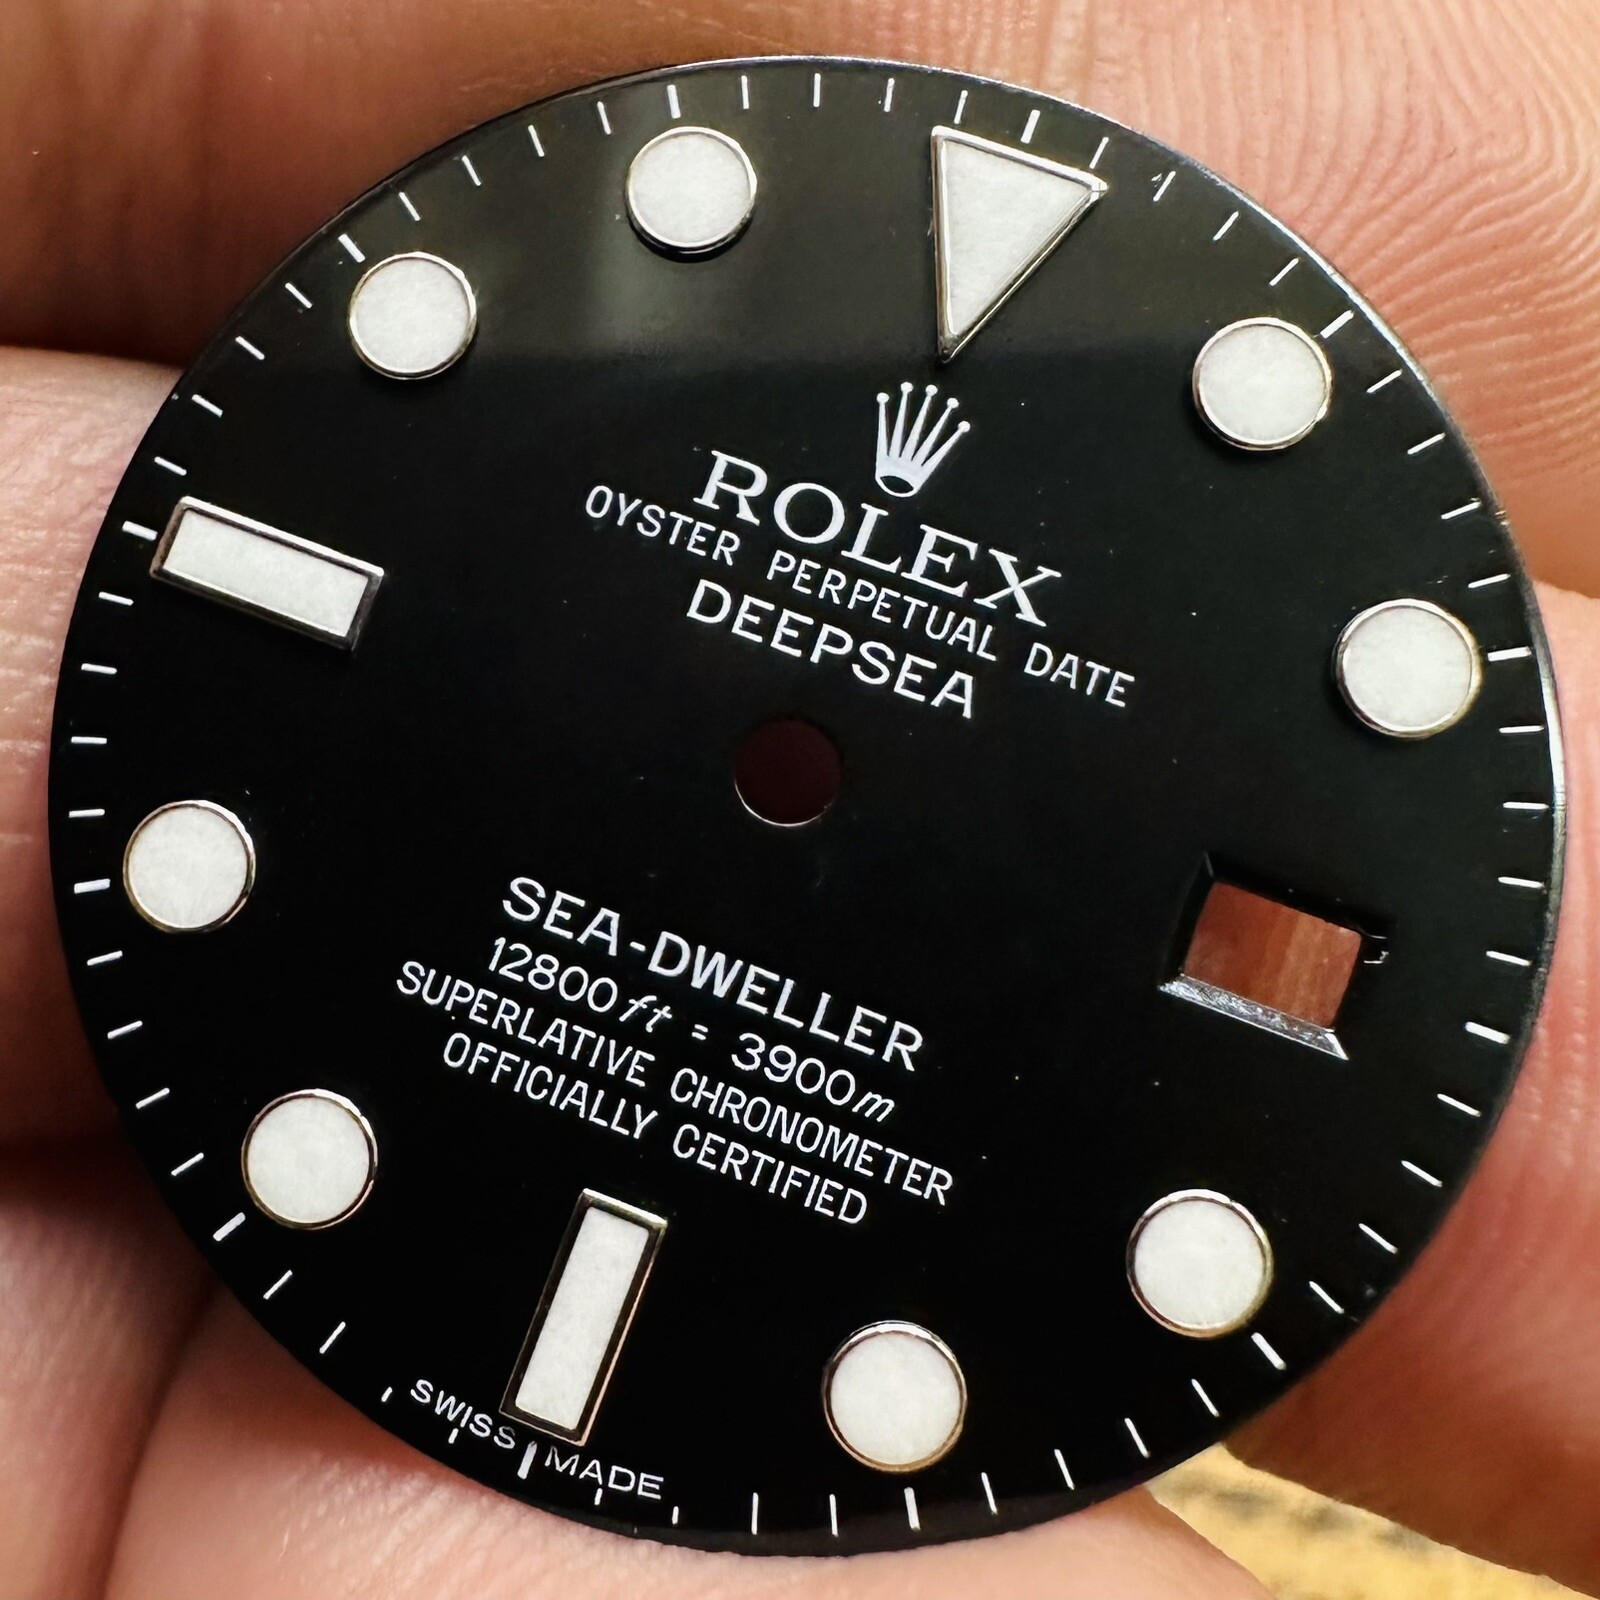 ROLEX
OYSTER PERPETUAL DATE
DEEPSEA
SEA-DWELLER
12800ft = 3900m
SUPERLATIVE CHRONOMETER
OFFICIALLY CERTIFIED
SWISS MADE